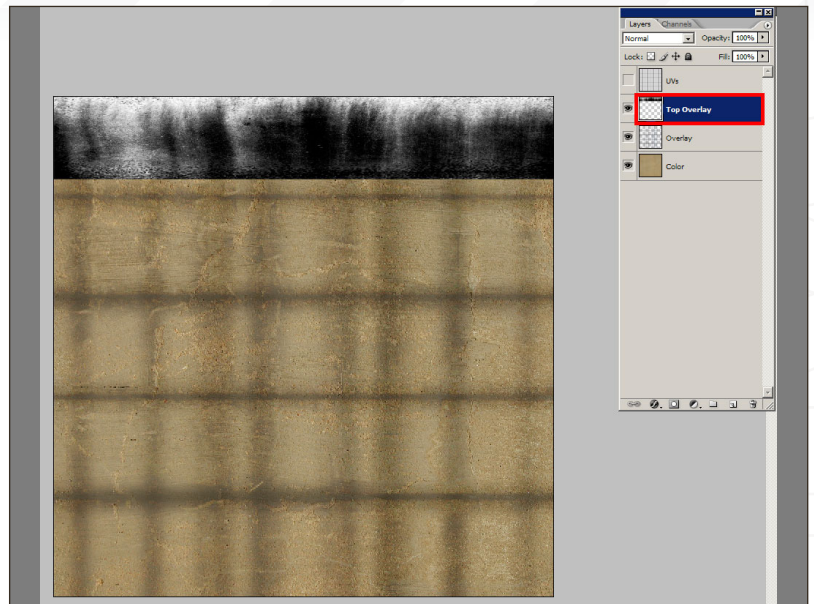 Layers Channels
Normal Opacity: 100%
Lock: Fill: 100%
UVs
Top Overlay
Overlay
Color